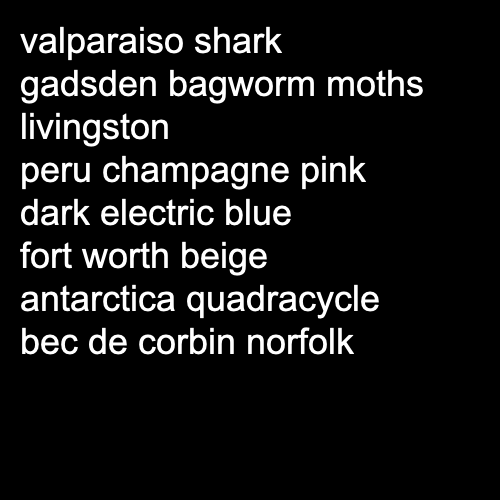 valparaiso shark
gadsden bagworm moths
livingston
peru champagne pink
dark electric blue
fort worth beige
antarctica quadracycle
bec de corbin norfolk